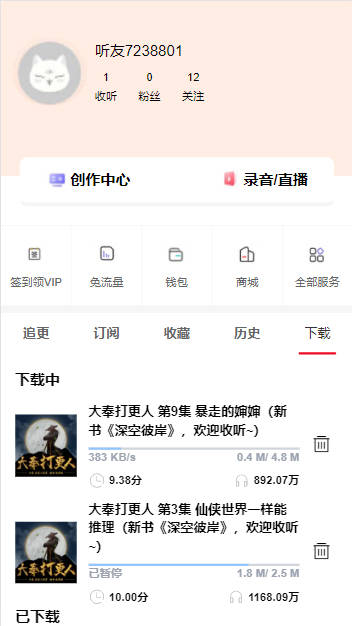 听友7238801
1 0 12
收听 粉丝 关注
创作中心 录音/直播
签到领VIP 免流量 钱包 商城 全部服务
追更 订阅 收藏 历史 下载
下载中
大奉打更人 第9集 暴走的婶婶（新
书《深空彼岸》，欢迎收听~)
大奉打更人
383 KB/s 0.4 M/ 4.8 M
9.38分 892.07万
大奉打更人 第3集 仙侠世界一样能
推理（新书《深空彼岸》，欢迎收听
~)
大奉打更人
已暂停 1.8 M/ 2.5 M
10.00分 1168.09万
已下载